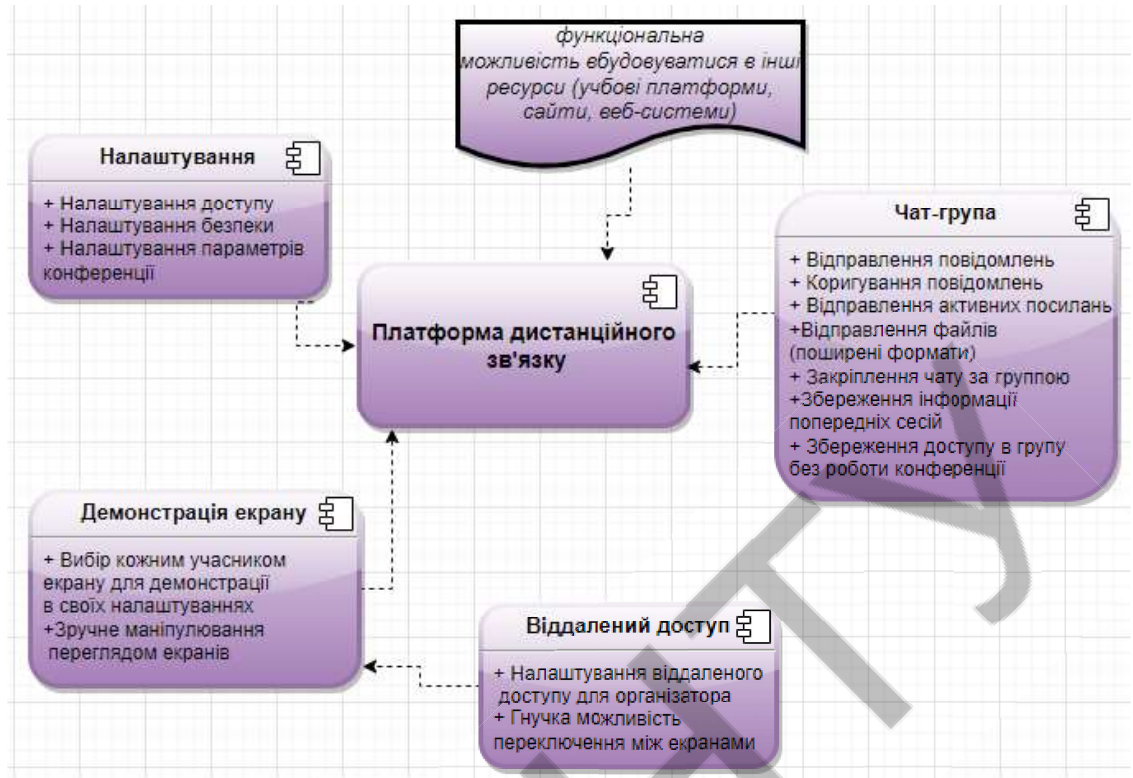 функціональна
можливість вбудовуватися в інші
ресурси (учбові платформи,
сайти, веб-системи)
Налаштування
+ Налаштування доступу
+ Налаштування безпеки
+ Налаштування параметрів
конференції
Чат-група
+ Відправлення повідомлень
+ Коригування повідомлень
+ Відправлення активних посилань
+Відправлення файлів
(поширені формати)
+ Закріплення чату за группою
+Збереження інформації
попередніх сесій
+ Збереження доступу в групу
без роботи конференції
Платформа дистанційного
зв'язку
Демонстрація екрану
+ Вибір кожним учасником
екрану для демонстрації
в своїх налаштуваннях
+Зручне маніпулювання
переглядом екранів
Віддалений доступ
+ Налаштування віддаленого
доступу для організатора
+ Гнучка можливість
переключення між екранами